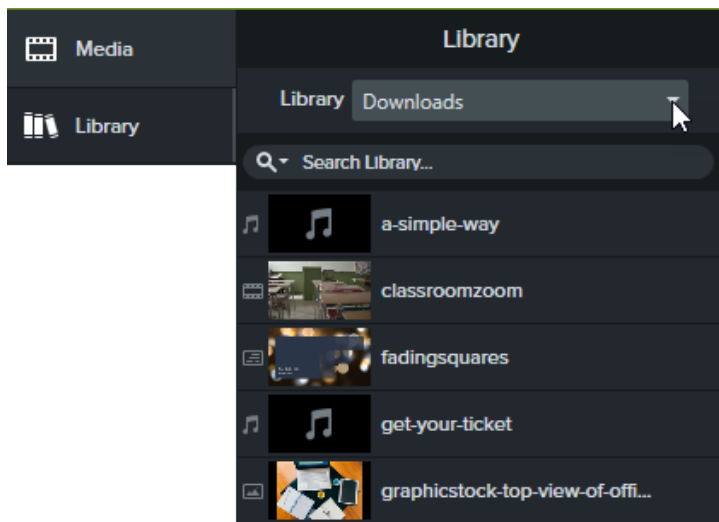 Media
Library
Library
Library Downloads
Search Library...
a-simple-way
classroomzoom
fadingsquares
get-your-ticket
graphicstock-top-view-of-offi...